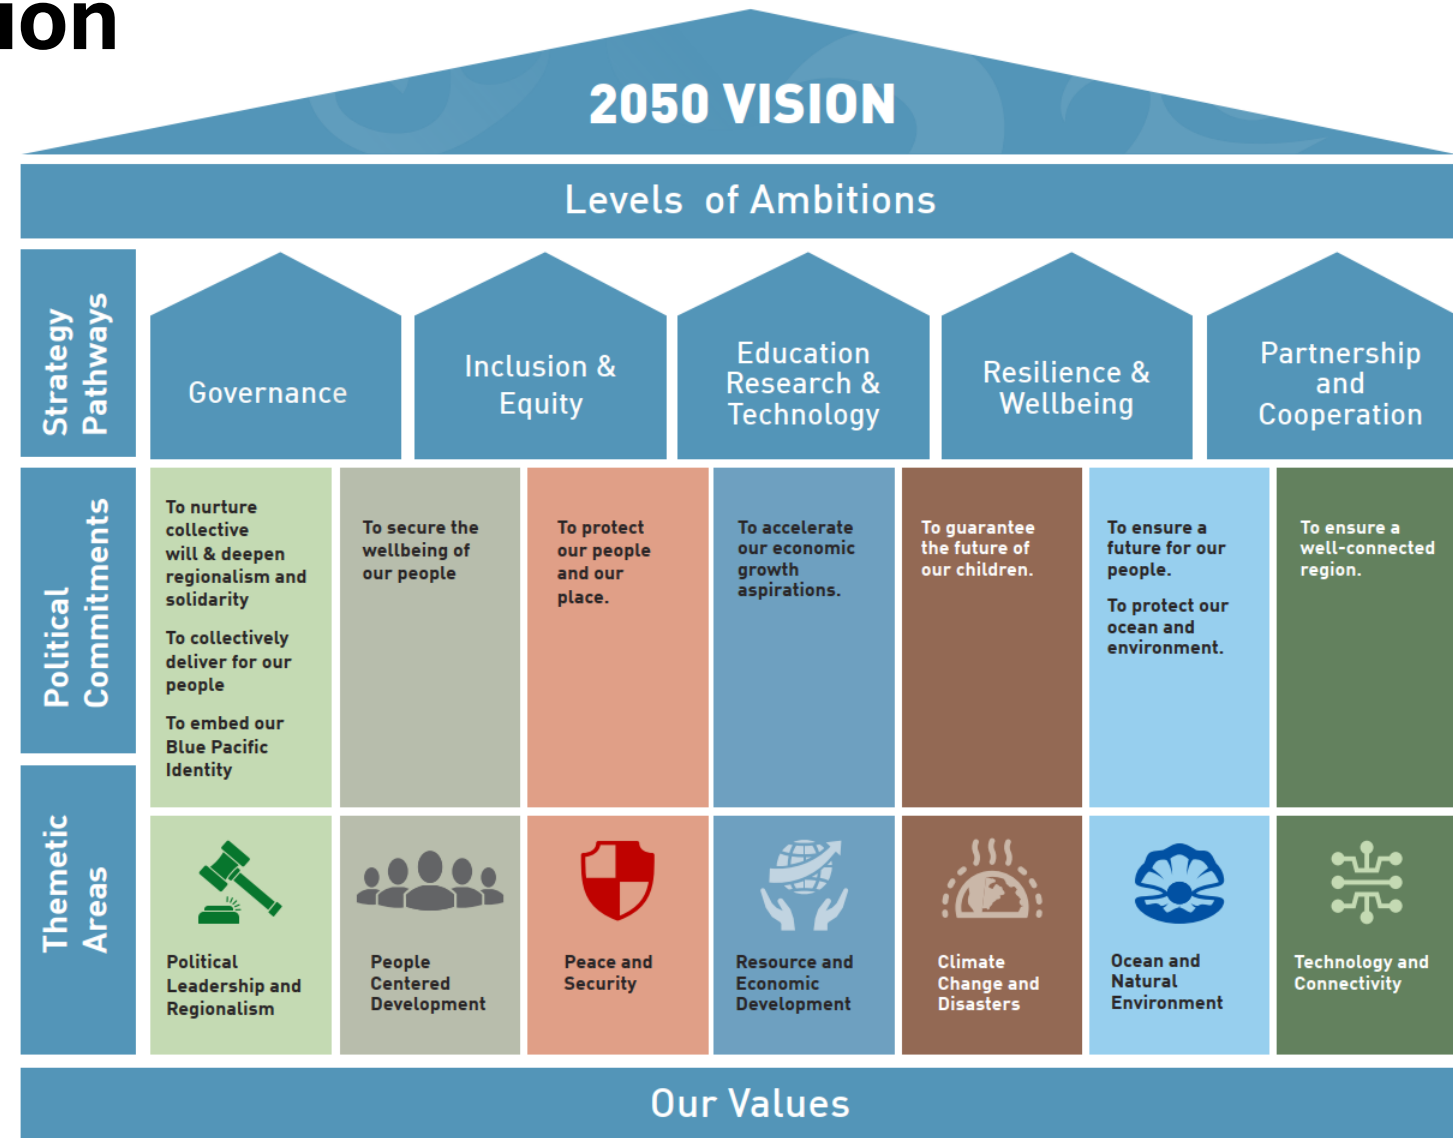 ion
2050 VISION
Levels of Ambitions
Strategy
Pathways
Governance
Inclusion &
Equity
Education
Research &
Technology
Resilience &
Wellbeing
Partnership
and
Cooperation
Political
Commitments
To nurture
collective
will & deepen
regionalism and
solidarity
To collectively
deliver for our
people
To embed our
Blue Pacific
Identity
To secure the
wellbeing of
our people
To protect
our people
and our
place.
To accelerate
our economic
growth
aspirations.
To guarantee
the future of
our children.
To ensure a
future for our
people.
To protect our
ocean and
environment.
To ensure a
well-connected
region.
Themetic
Areas
Political
Leadership and
Regionalism
People
Centered
Development
Peace and
Security
Resource and
Economic
Development
Climate
Change and
Disasters
Ocean and
Natural
Environment
Technology and
Connectivity
Our Values